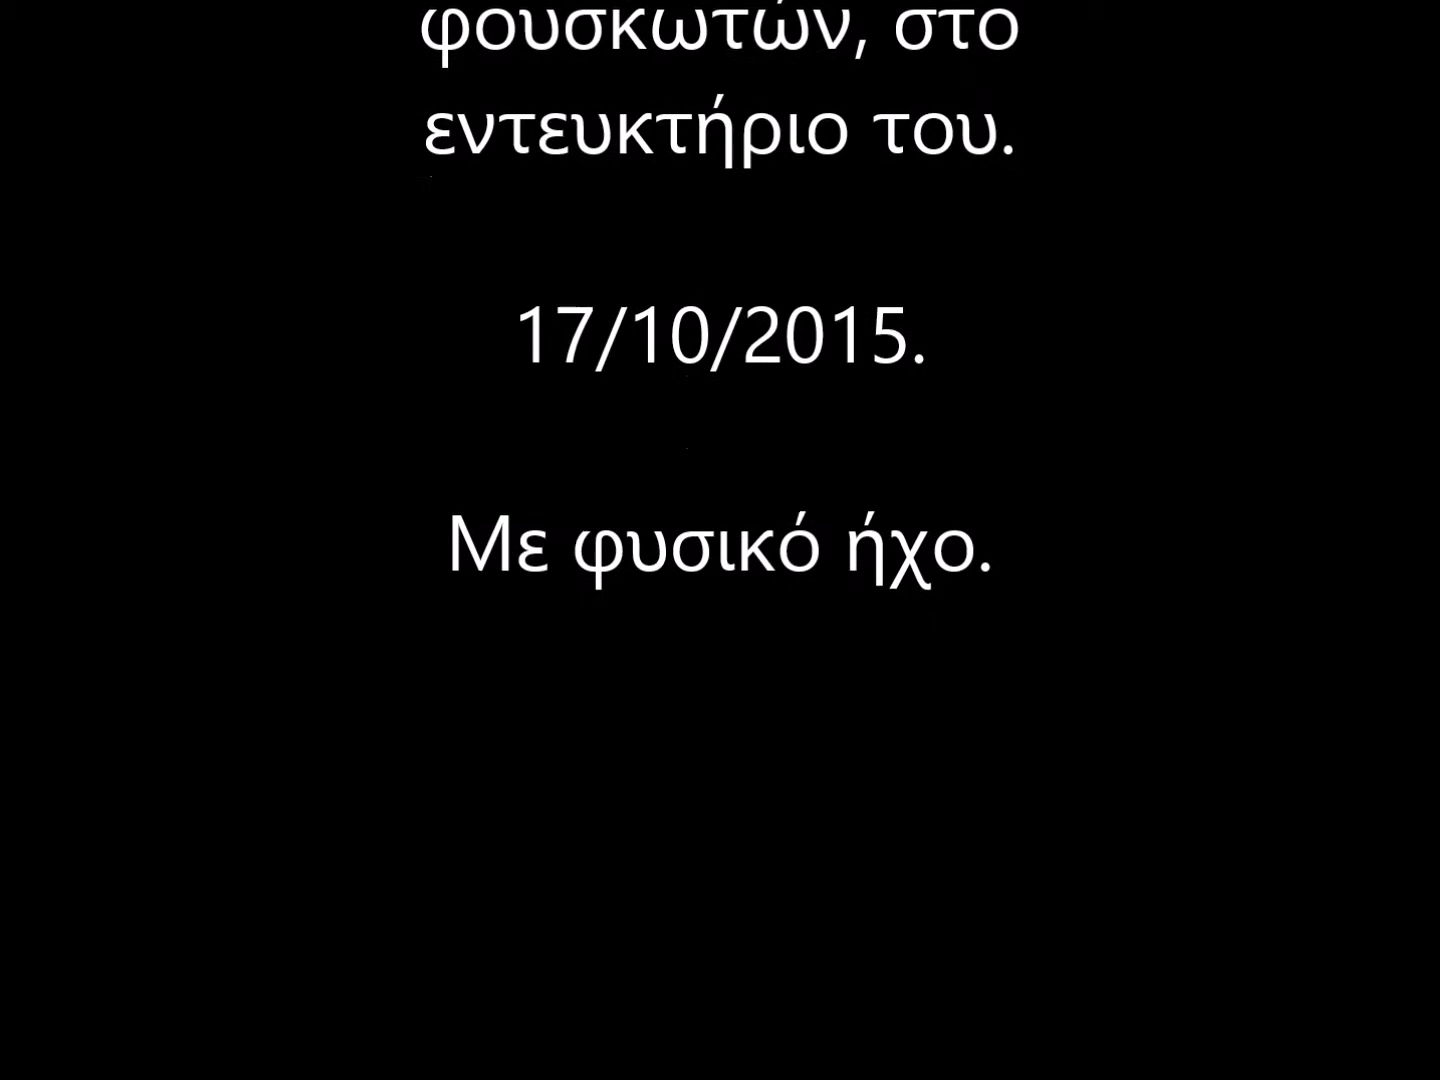 φουσκωτών, στο
εντευκτήριο του.
17/10/2015.
Με φυσικό ήχο.